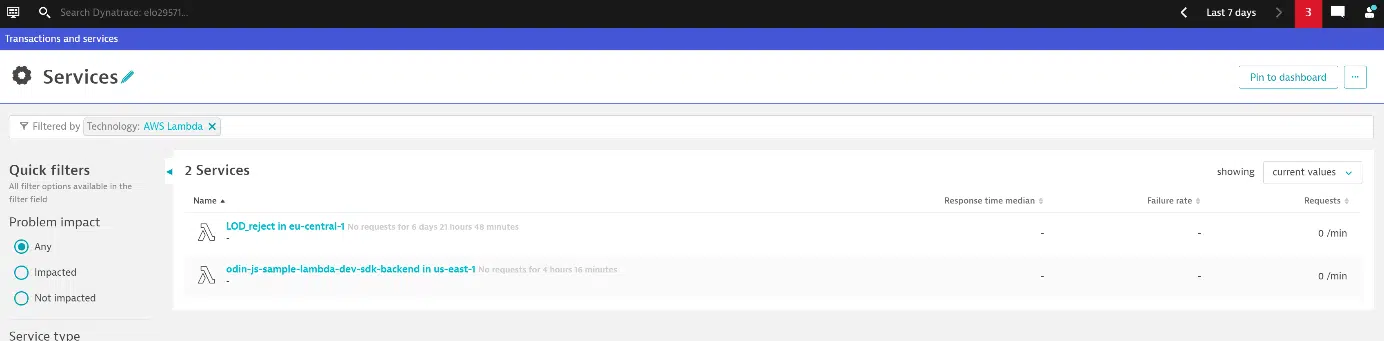 Search Dynatrace: elo29571...
Last 7 days
3
Transactions and services
Services
Pin to dashboard
...
Filtered by Technology: AWS Lambda
Quick filters
All filter options available in the
filter field
Problem impact
Any
Impacted
Not impacted
Service type
2 Services
showing current values
Name Response time median Failure rate Requests
LOD_reject in eu-central-1 No requests for 6 days 21 hours 48 minutes
- - - 0 /min
odin-js-sample-lambda-dev-sdk-backend in us-east-1 No requests for 4 hours 16 minutes
- - - 0 /min